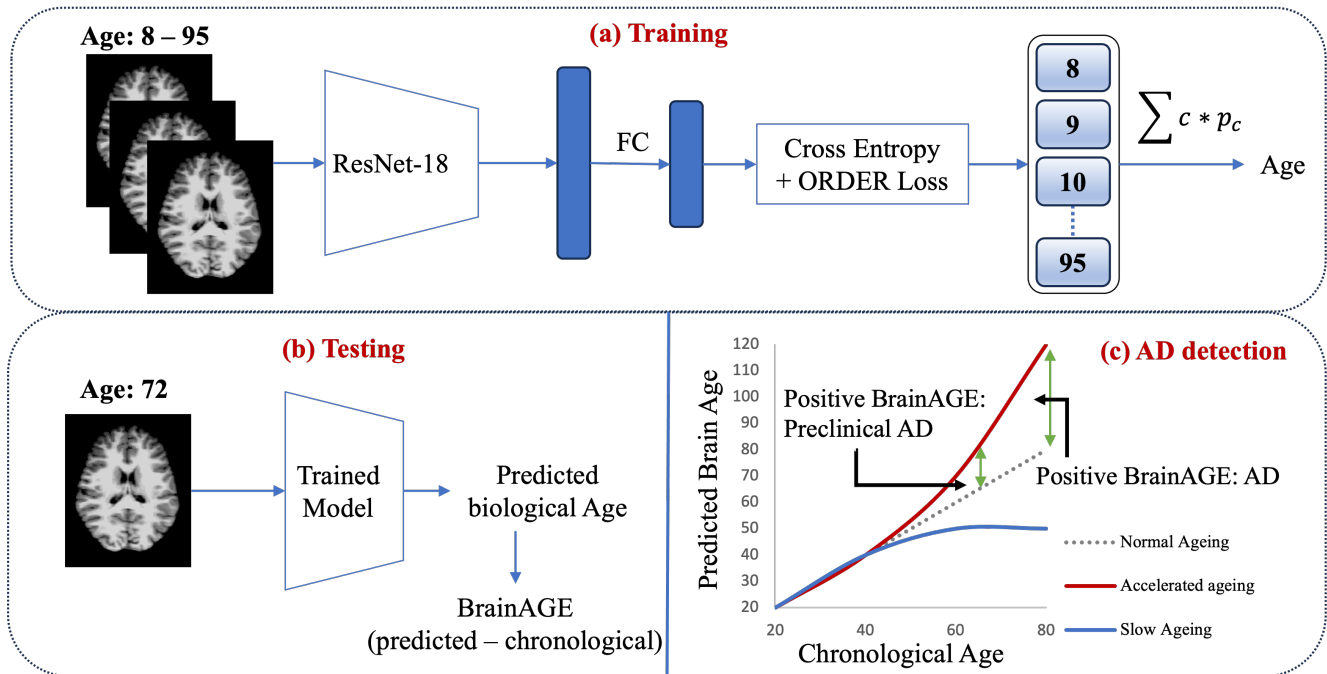 (a) Training
Age: 8 – 95
ResNet-18
FC
Cross Entropy
+ ORDER Loss
8
9
10
95
∑ c * p_c
Age
(b) Testing
Age: 72
Trained
Model
Predicted
biological Age
BrainAGE
(predicted – chronological)
(c) AD detection
Predicted Brain Age
120
110
100
90
80
70
60
50
40
30
20
20 40 60 80
Chronological Age
Positive BrainAGE:
Preclinical AD
Positive BrainAGE: AD
Normal Ageing
Accelerated ageing
Slow Ageing